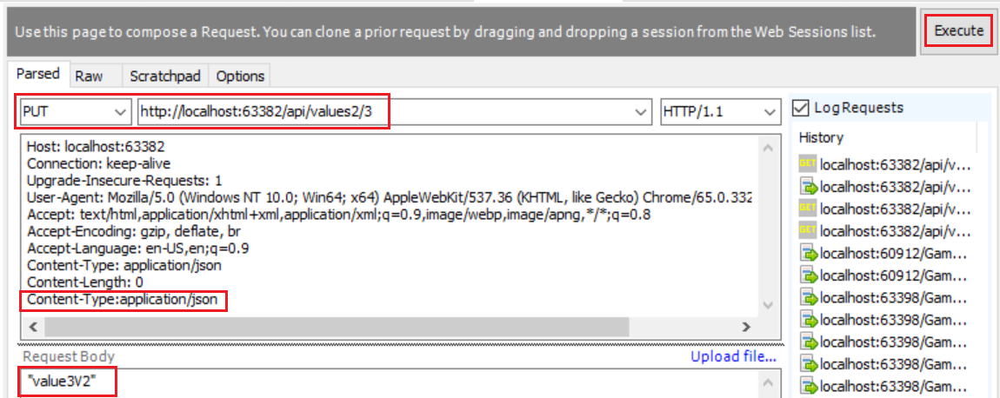 Use this page to compose a Request. You can clone a prior request by dragging and dropping a session from the Web Sessions list.
Execute
Parsed Raw Scratchpad Options
PUT http://localhost:63382/api/values2/3 HTTP/1.1
Log Requests
History
Host: localhost:63382
Connection: keep-alive
Upgrade-Insecure-Requests: 1
User-Agent: Mozilla/5.0 (Windows NT 10.0; Win64; x64) AppleWebKit/537.36 (KHTML, like Gecko) Chrome/65.0.332
Accept: text/html,application/xhtml+xml,application/xml;q=0.9,image/webp,image/apng,*/*;q=0.8
Accept-Encoding: gzip, deflate, br
Accept-Language: en-US,en;q=0.9
Content-Type: application/json
Content-Length: 0
Content-Type:application/json
Request Body Upload file...
"value3V2"
GET localhost:63382/api/v...
localhost:63382/api/v...
GET localhost:63382/api/v...
GET localhost:63382/api/v...
localhost:60912/Gam...
localhost:60912/Gam...
localhost:63398/Gam...
localhost:63398/Gam...
localhost:63398/Gam...
localhost:63398/Gam...
localhost:63398/Gam...